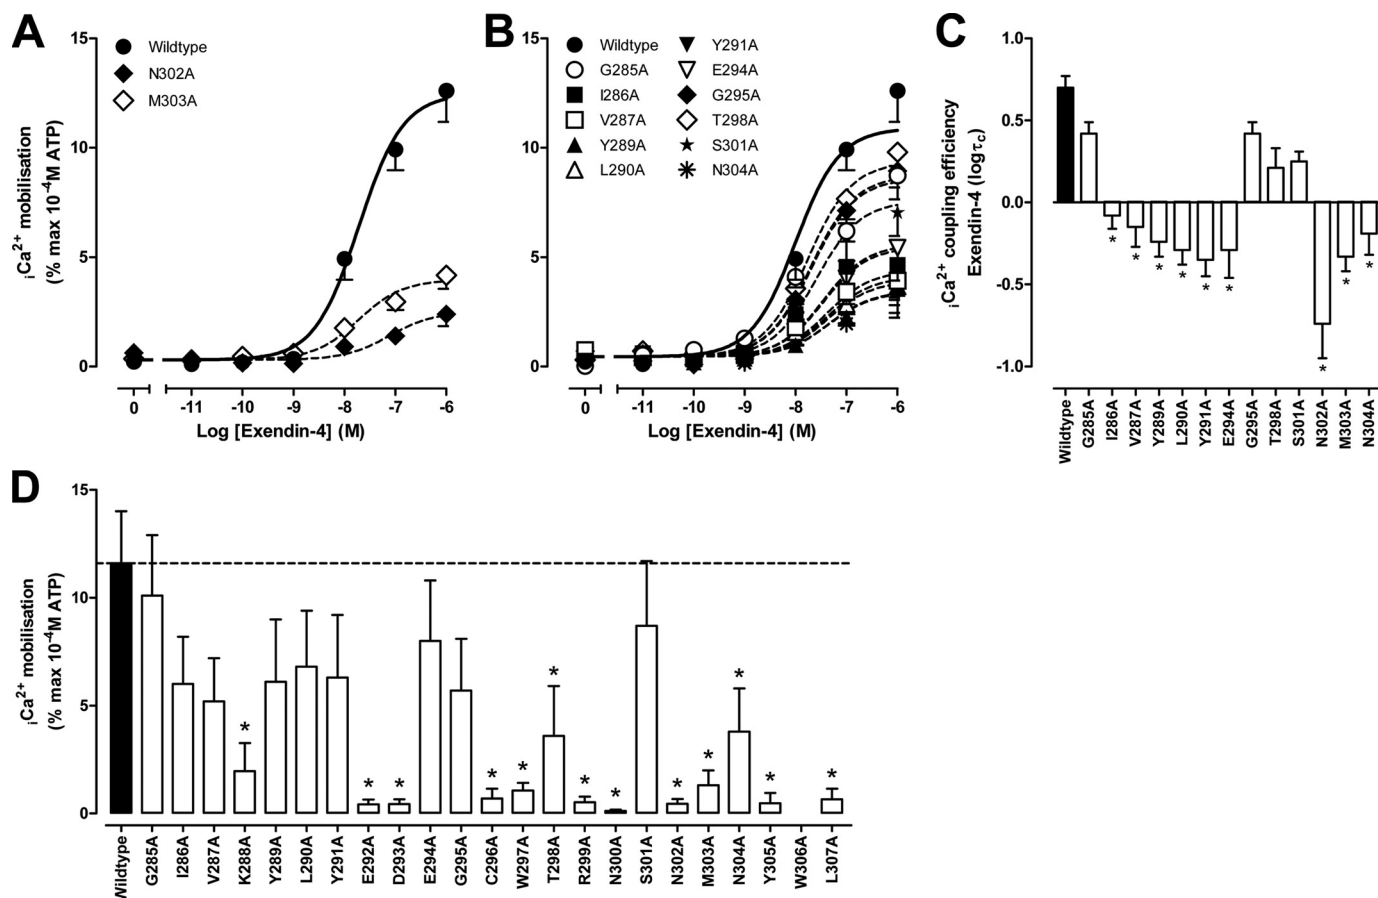 A
15
10
5
0
ᵢCa²⁺ mobilisation
(% max 10⁻⁴M ATP)
Wildtype
N302A
M303A
0 -11 -10 -9 -8 -7 -6
Log [Exendin-4] (M)
B
15
10
5
0
Wildtype
G285A
I286A
V287A
Y289A
L290A
Y291A
E294A
G295A
T298A
S301A
N304A
0 -11 -10 -9 -8 -7 -6
Log [Exendin-4] (M)
C
1.0
0.5
0.0
-0.5
-1.0
ᵢCa²⁺ coupling efficiency
Exendin-4 (logτc)
* * * * * * * * *
Wildtype
G285A
I286A
V287A
Y289A
L290A
Y291A
E294A
G295A
T298A
S301A
N302A
M303A
N304A
D
15
10
5
0
ᵢCa²⁺ mobilisation
(% max 10⁻⁴M ATP)
* * * * * * * * * * * * *
Wildtype
G285A
I286A
V287A
K288A
Y289A
L290A
Y291A
E292A
D293A
E294A
G295A
C296A
W297A
T298A
R299A
N300A
S301A
N302A
M303A
N304A
Y305A
W306A
L307A